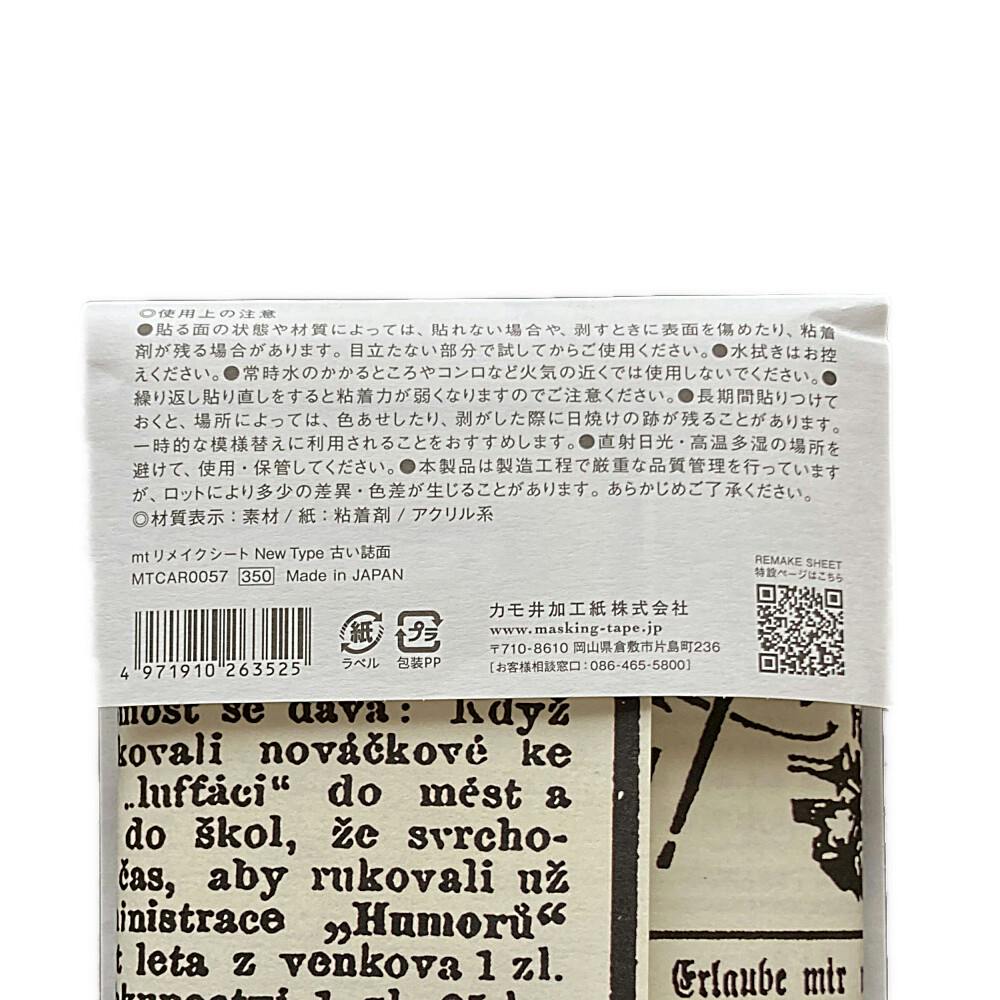 ◎使用上の注意
●貼る面の状態や材質によっては、貼れない場合や、剥すときに表面を傷めたり、粘着
剤が残る場合があります。目立たない部分で試してからご使用ください。●水拭きはお控
えください。●常時水のかかるところやコンロなど火気の近くでは使用しないでください。●
繰り返し貼り直しをすると粘着力が弱くなりますのでご注意ください。●長期間貼りつけて
おくと、場所によっては、色あせしたり、剥がした際に日焼けの跡が残ることがあります。
一時的な模様替えに利用されることをおすすめします。●直射日光・高温多湿の場所を
避けて、使用・保管してください。●本製品は製造工程で厳重な品質管理を行っています
が、ロットにより多少の差異・色差が生じることがあります。あらかじめご了承ください。
◎材質表示：素材 / 紙：粘着剤 / アクリル系
mt リメイクシート New Type 古い誌面
MTCAR0057 350 Made in JAPAN
4 971910 263525
紙
ラベル
プラ
包装PP
カモ井加工紙株式会社
www.masking-tape.jp
〒710-8610 岡山県倉敷市片島町236
[お客様相談窓口：086-465-5800]
REMAKE SHEET
特設ページはこちら
se dává: Když
kovali nováčkové ke
„luffáci“ do měst a
do škol, že svrcho-
čas, aby rukovali už
inistrace „Humorů“
t leta z venkova 1 zl.
Erlaube mir